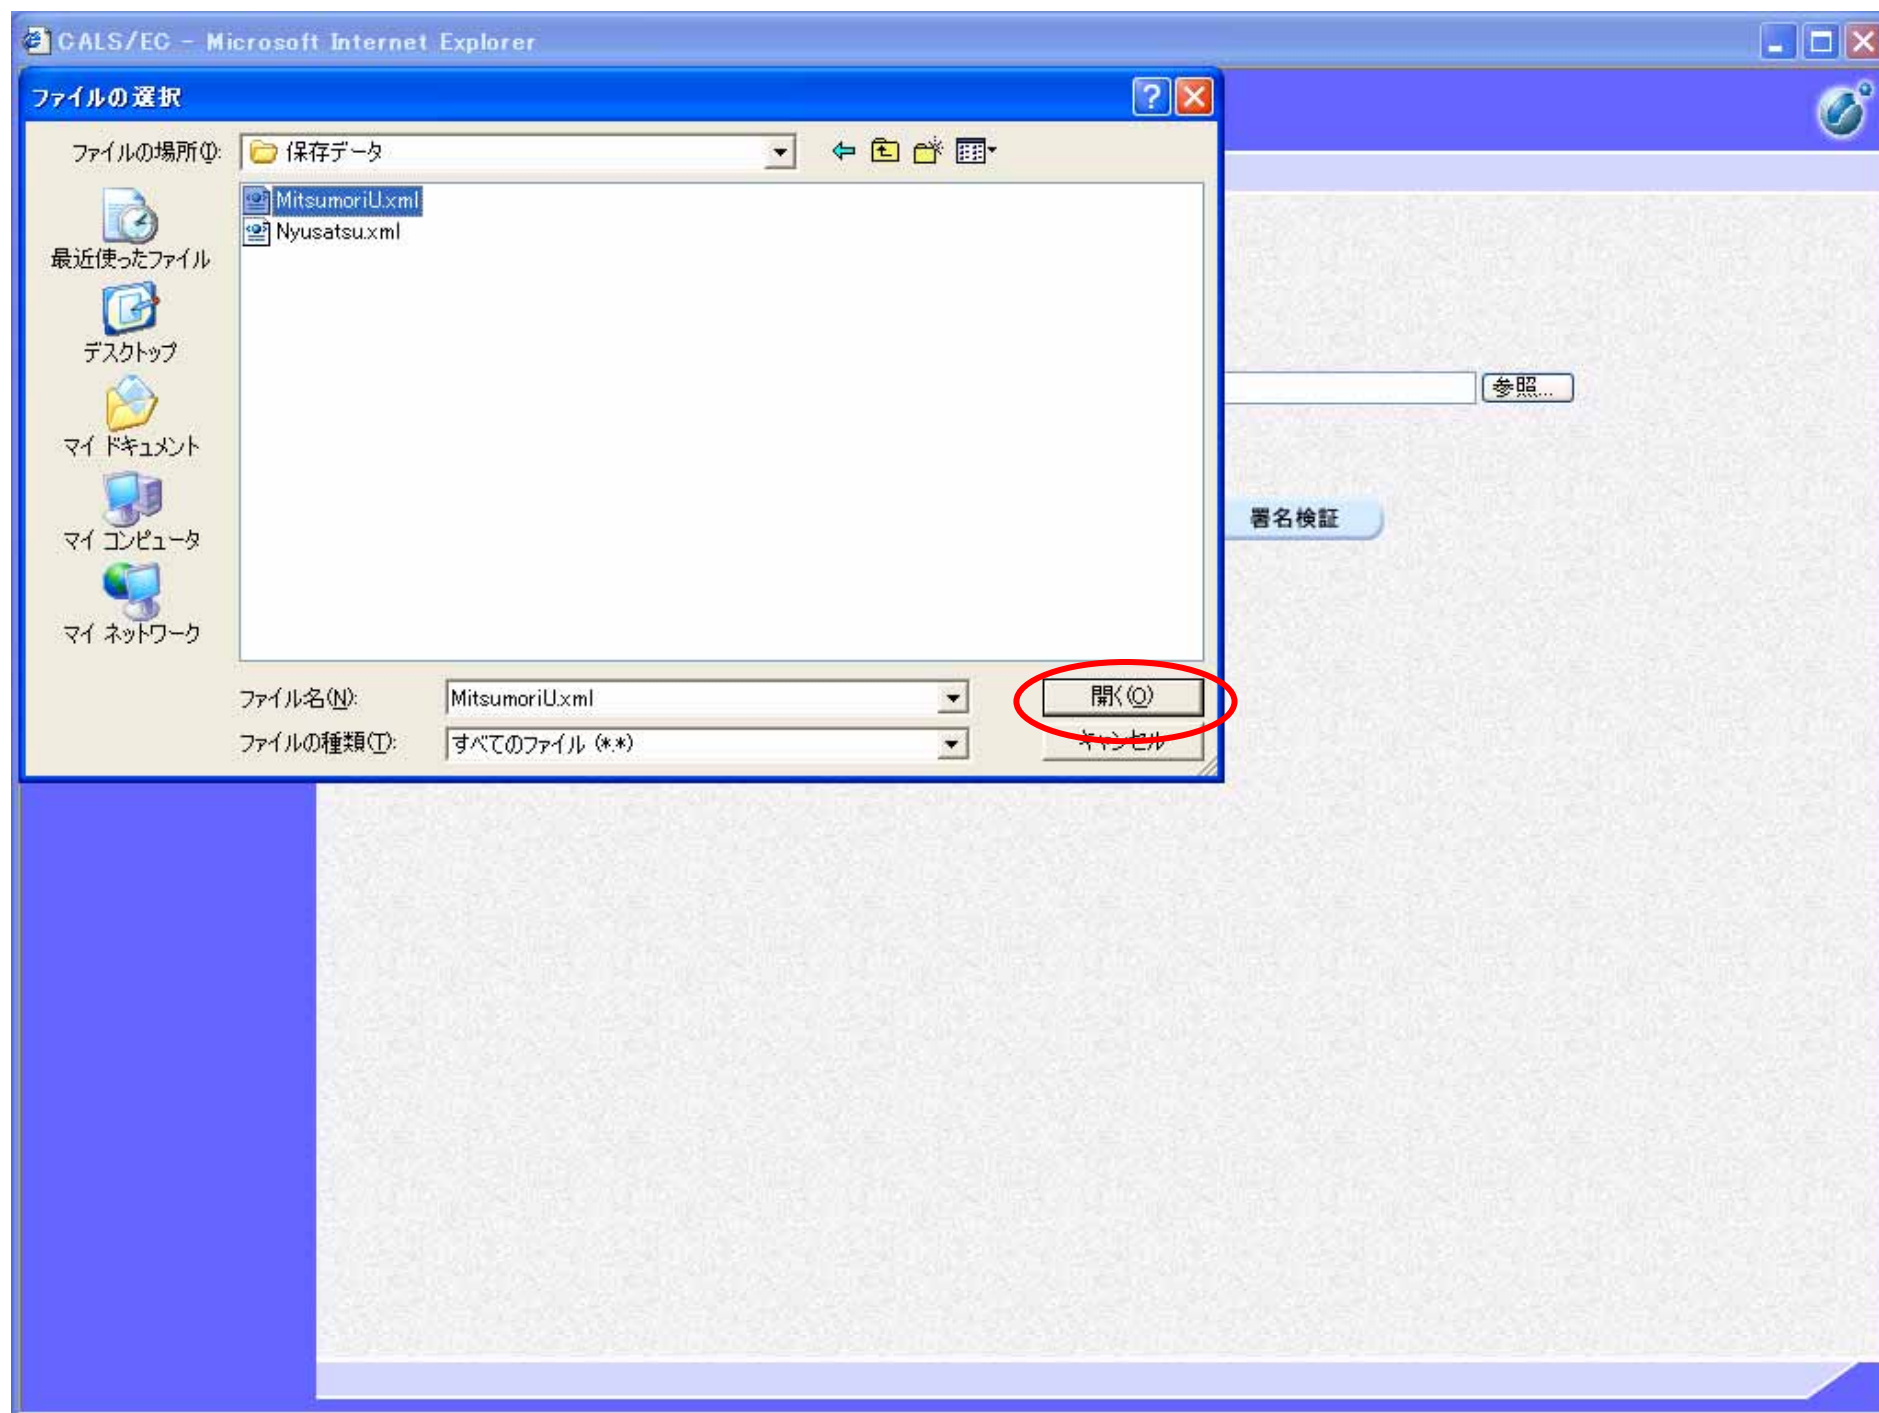 CALS/EC - Microsoft Internet Explorer
ファイルの選択
ファイルの場所(I):
保存データ
MitsumoriU.xml
Nyusatsu.xml
最近使ったファイル
デスクトップ
マイ ドキュメント
マイ コンピュータ
マイ ネットワーク
参照...
署名検証
ファイル名(N):
MitsumoriU.xml
開く(O)
ファイルの種類(T):
すべてのファイル (*.*)
キャンセル